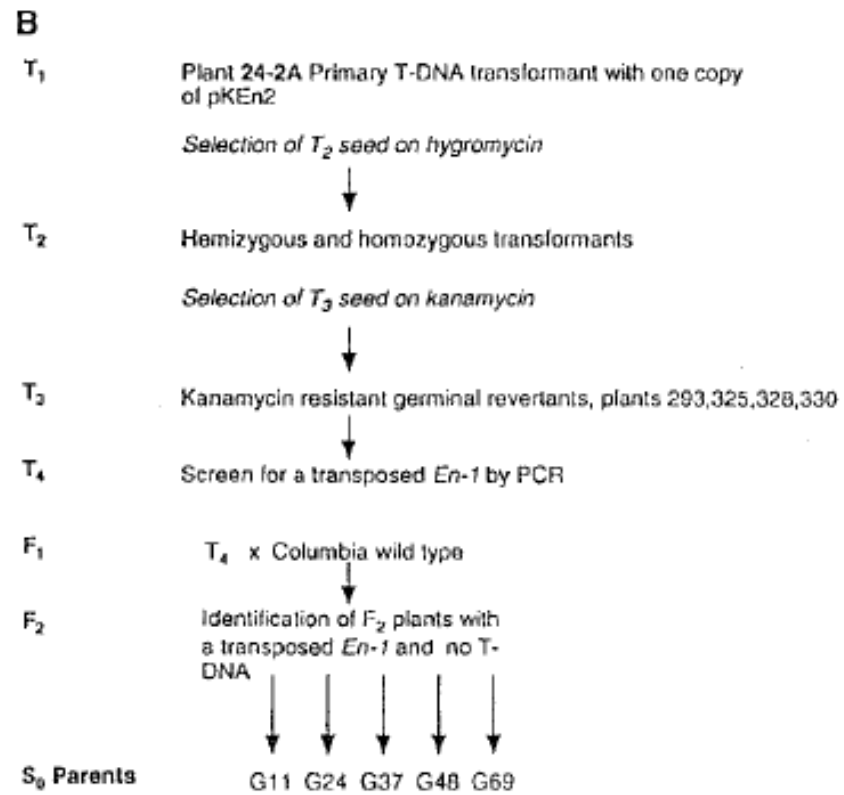 B
T₁ Plant 24-2A Primary T-DNA transformant with one copy
of pKEn2
Selection of T₂ seed on hygromycin
T₂ Hemizygous and homozygous transformants
Selection of T₃ seed on kanamycin
T₃ Kanamycin resistant germinal revertants, plants 293,325,328,330
T₄ Screen for a transposed En-1 by PCR
F₁ T₄ x Columbia wild type
F₂ Identification of F₂ plants with
a transposed En-1 and no T-
DNA
S₀ Parents G11 G24 G37 G48 G69